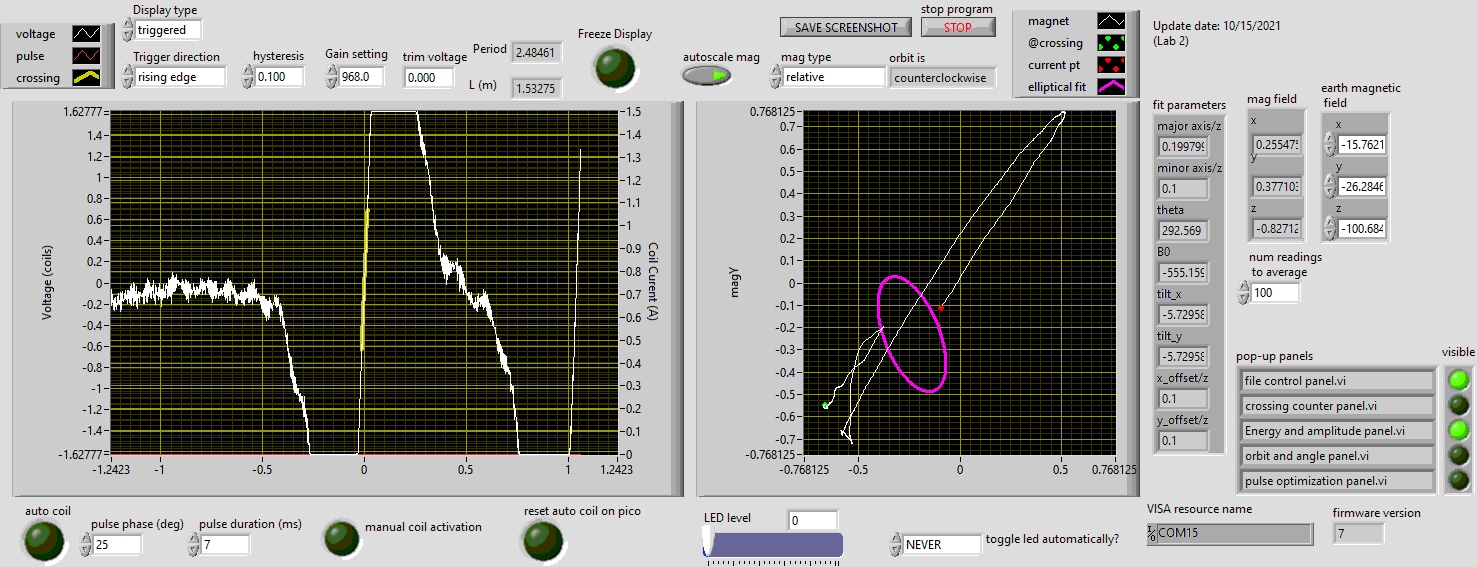 voltage
pulse
crossing
Display type
triggered
Trigger direction
rising edge
hysteresis
0.100
Gain setting
968.0
trim voltage
0.000
Period
2.48461
L (m)
1.53275
Freeze Display
autoscale mag
SAVE SCREENSHOT
stop program
STOP
mag type
relative
orbit is
counterclockwise
magnet
@crossing
current pt
elliptical fit
Update date: 10/15/2021
(Lab 2)
Voltage (coils)
1.62777
1.4
1.2
1
0.8
0.6
0.4
0.2
0
-0.2
-0.4
-0.6
-0.8
-1
-1.2
-1.4
-1.62777
-1.2423
-0.5
0
0.5
1
1.2423
1.5
1.4
1.3
1.2
1.1
1
0.9
0.8
0.7
0.6
0.5
0.4
0.3
0.2
0.1
0
Coil Current (A)
magY
0.768125
0.7
0.6
0.5
0.4
0.3
0.2
0.1
0
-0.1
-0.2
-0.3
-0.4
-0.5
-0.6
-0.7
-0.768125
-0.768125
-0.5
0
0.5
0.768125
fit parameters
major axis/z
0.199799
minor axis/z
0.1
theta
292.569
B0
-555.159
tilt_x
-5.72958
tilt_y
-5.72958
x_offset/z
0.1
y_offset/z
0.1
mag field
x
0.255475
y
0.377103
z
-0.82712
earth magnetic
field
x
-15.7621
y
-26.2846
z
-100.684
num readings
to average
100
pop-up panels
visible
file control panel.vi
crossing counter panel.vi
Energy and amplitude panel.vi
orbit and angle panel.vi
pulse optimization panel.vi
auto coil
pulse phase (deg)
25
pulse duration (ms)
7
manual coil activation
reset auto coil on pico
LED level
0
NEVER
toggle led automatically?
VISA resource name
COM15
firmware version
7